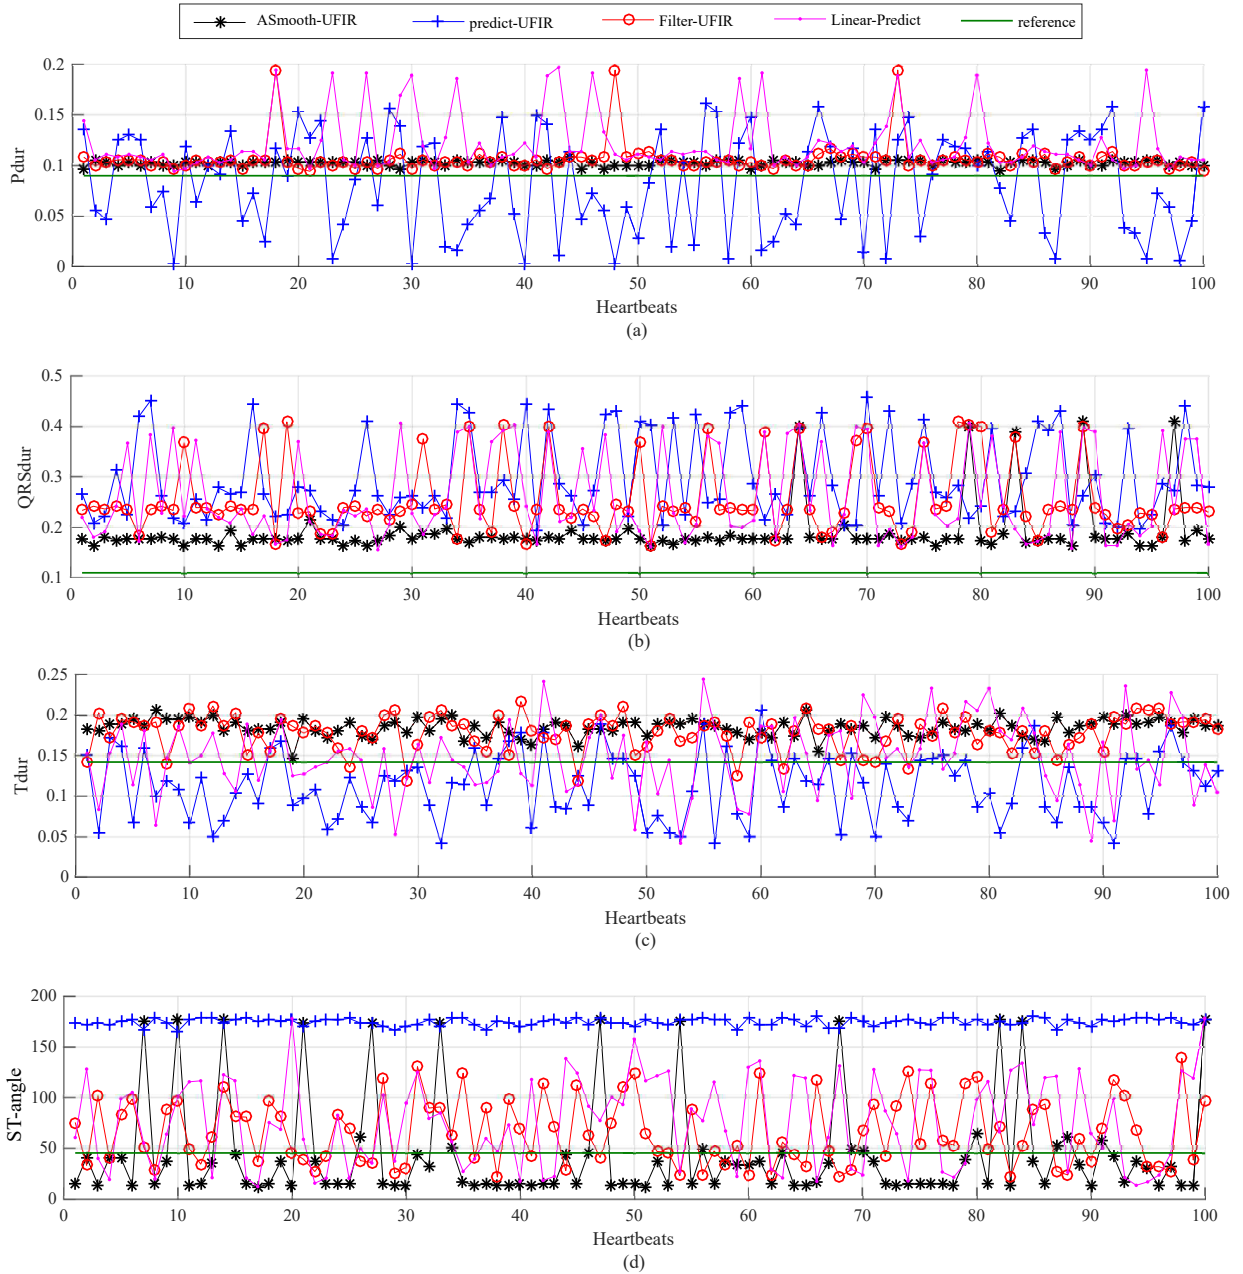 ASmooth-UFIR predict-UFIR Filter-UFIR Linear-Predict reference
0.2
0.15
0.1
0.05
0
Pdur
0 10 20 30 40 50 60 70 80 90 100
Heartbeats
(a)
0.5
0.4
0.3
0.2
0.1
QRSdur
0 10 20 30 40 50 60 70 80 90 100
Heartbeats
(b)
0.25
0.2
0.15
0.1
0.05
0
Tdur
0 10 20 30 40 50 60 70 80 90 100
Heartbeats
(c)
200
150
100
50
0
ST-angle
0 10 20 30 40 50 60 70 80 90 100
Heartbeats
(d)